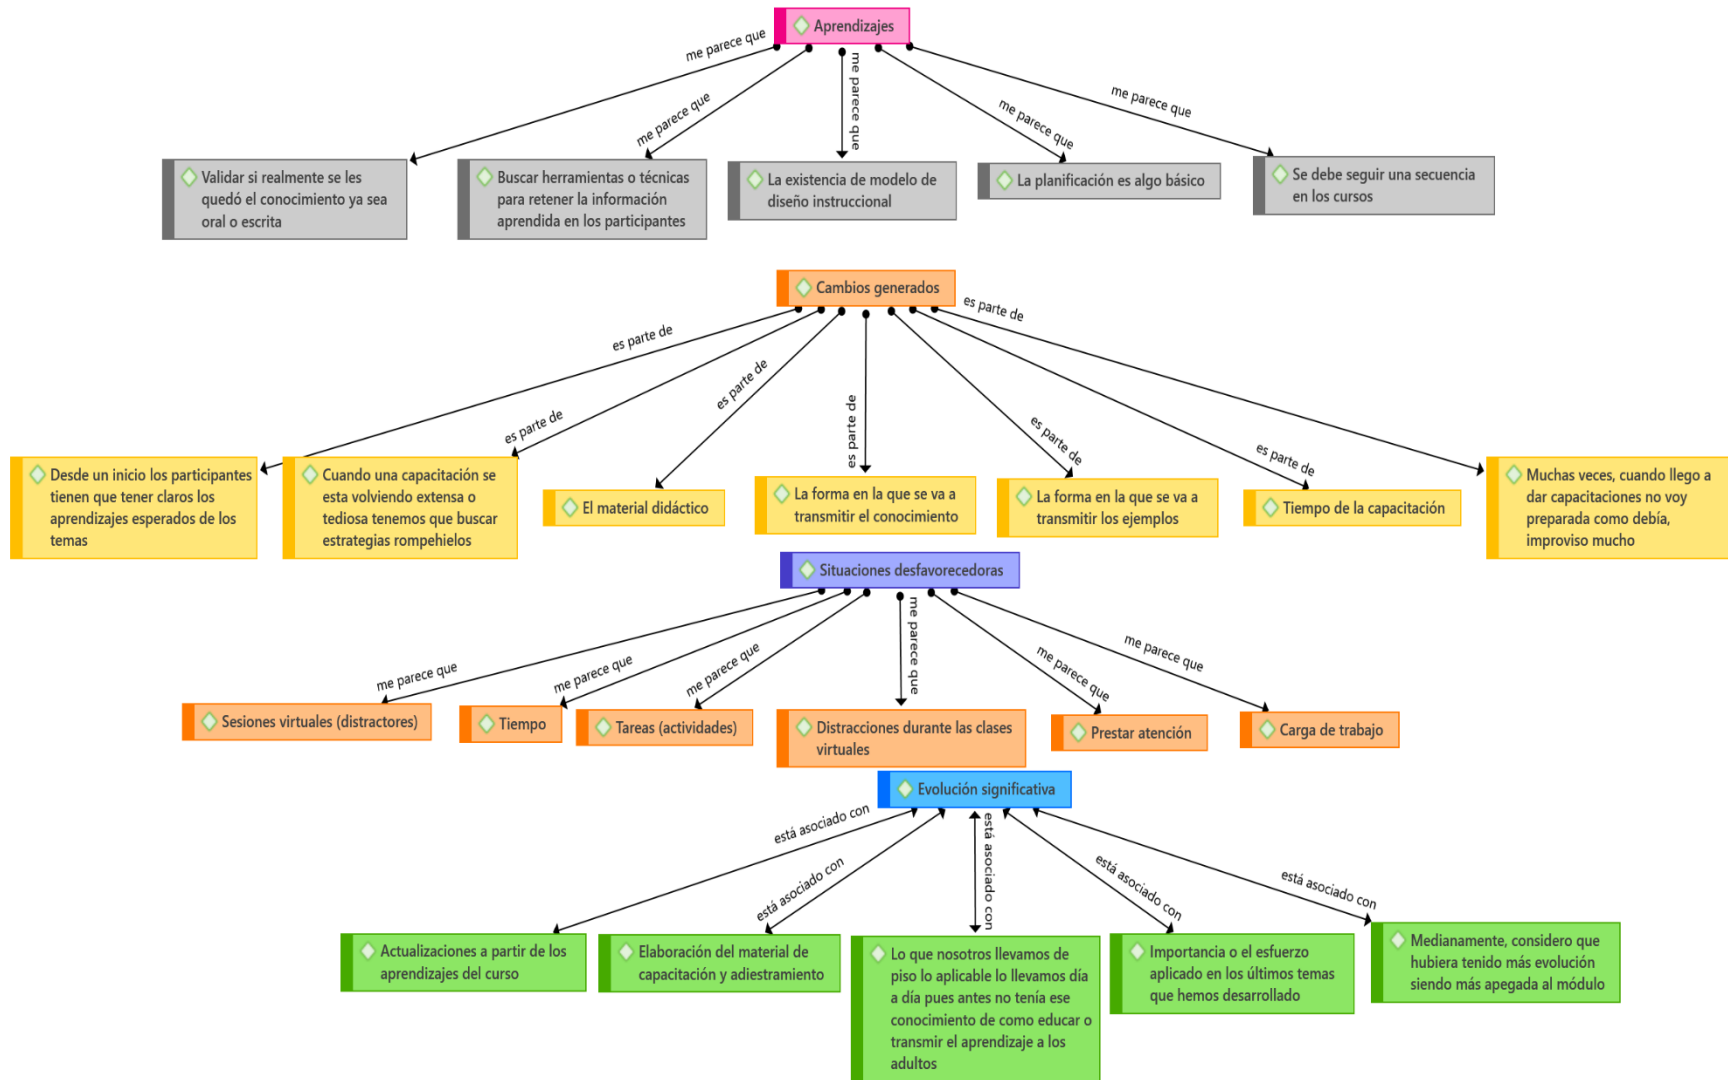 Aprendizajes
me parece que
me parece que
me parece que
me parece que
me parece que
Validar si realmente se les
quedó el conocimiento ya sea
oral o escrita
Buscar herramientas o técnicas
para retener la información
aprendida en los participantes
La existencia de modelo de
diseño instruccional
La planificación es algo básico
Se debe seguir una secuencia
en los cursos
Cambios generados
es parte de
es parte de
es parte de
es parte de
es parte de
es parte de
es parte de
Desde un inicio los participantes
tienen que tener claros los
aprendizajes esperados de los
temas
Cuando una capacitación se
esta volviendo extensa o
tediosa tenemos que buscar
estrategias rompehielos
El material didáctico
La forma en la que se va a
transmitir el conocimiento
La forma en la que se va a
transmitir los ejemplos
Tiempo de la capacitación
Muchas veces, cuando llego a
dar capacitaciones no voy
preparada como debía,
improviso mucho
Situaciones desfavorecedoras
me parece que
me parece que
me parece que
me parece que
me parece que
me parece que
Sesiones virtuales (distractores)
Tiempo
Tareas (actividades)
Distracciones durante las clases
virtuales
Prestar atención
Carga de trabajo
Evolución significativa
está asociado con
está asociado con
está asociado con
está asociado con
está asociado con
Actualizaciones a partir de los
aprendizajes del curso
Elaboración del material de
capacitación y adiestramiento
Lo que nosotros llevamos de
piso lo aplicable lo llevamos día
a día pues antes no tenía ese
conocimiento de como educar o
transmir el aprendizaje a los
adultos
Importancia o el esfuerzo
aplicado en los últimos temas
que hemos desarrollado
Medianamente, considero que
hubiera tenido más evolución
siendo más apegada al módulo